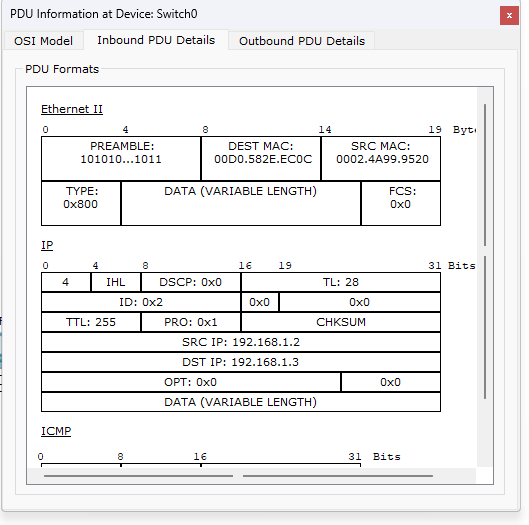 PDU Information at Device: Switch0
x
OSI Model Inbound PDU Details Outbound PDU Details
PDU Formats
Ethernet II
0 4 8 14 19 Byte
PREAMBLE: DEST MAC: SRC MAC:
101010...1011 00D0.582E.EC0C 0002.4A99.9520
TYPE: DATA (VARIABLE LENGTH) FCS:
0x800 0x0
IP
0 4 8 16 19 31 Bits
4 IHL DSCP: 0x0 TL: 28
ID: 0x2 0x0 0x0
TTL: 255 PRO: 0x1 CHKSUM
SRC IP: 192.168.1.2
DST IP: 192.168.1.3
OPT: 0x0 0x0
DATA (VARIABLE LENGTH)
ICMP
0 8 16 31 Bits